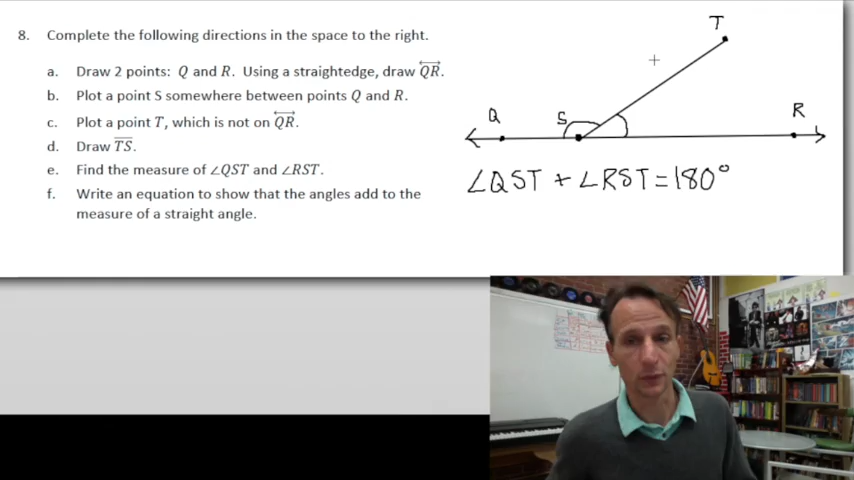 8. Complete the following directions in the space to the right.
a. Draw 2 points: Q and R. Using a straightedge, draw QR.
b. Plot a point S somewhere between points Q and R.
c. Plot a point T, which is not on QR.
d. Draw TS.
e. Find the measure of ∠QST and ∠RST.
f. Write an equation to show that the angles add to the
measure of a straight angle.
T
Q
S
R
∠QST + ∠RST = 180°